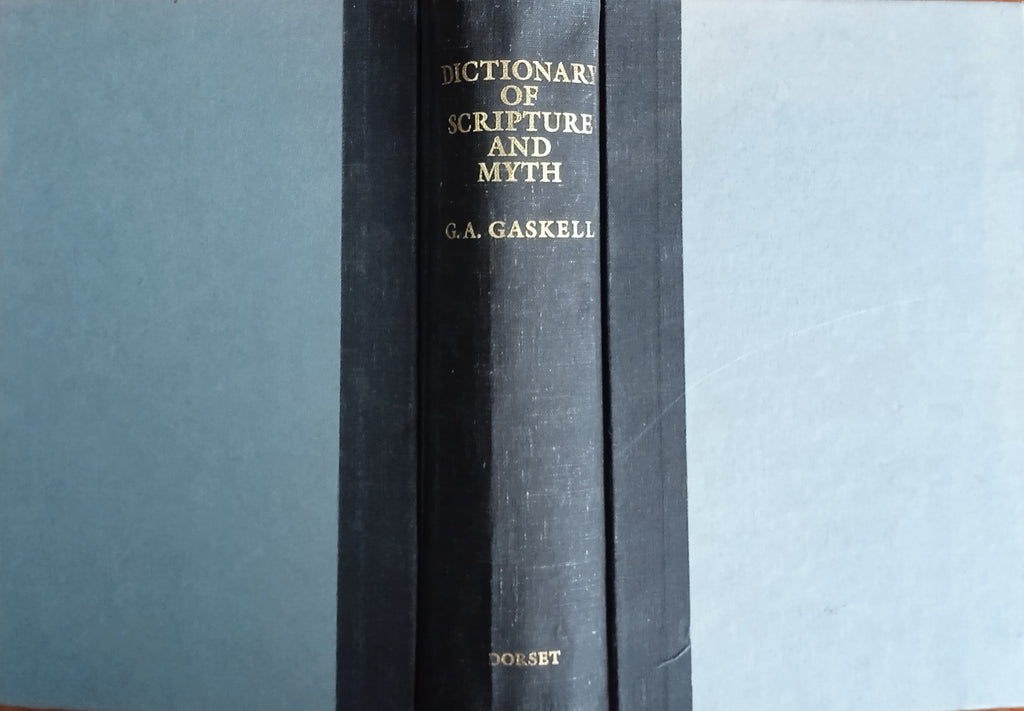 DICTIONARY
OF
SCRIPTURE
AND
MYTH
G.A. GASKELL
DORSET